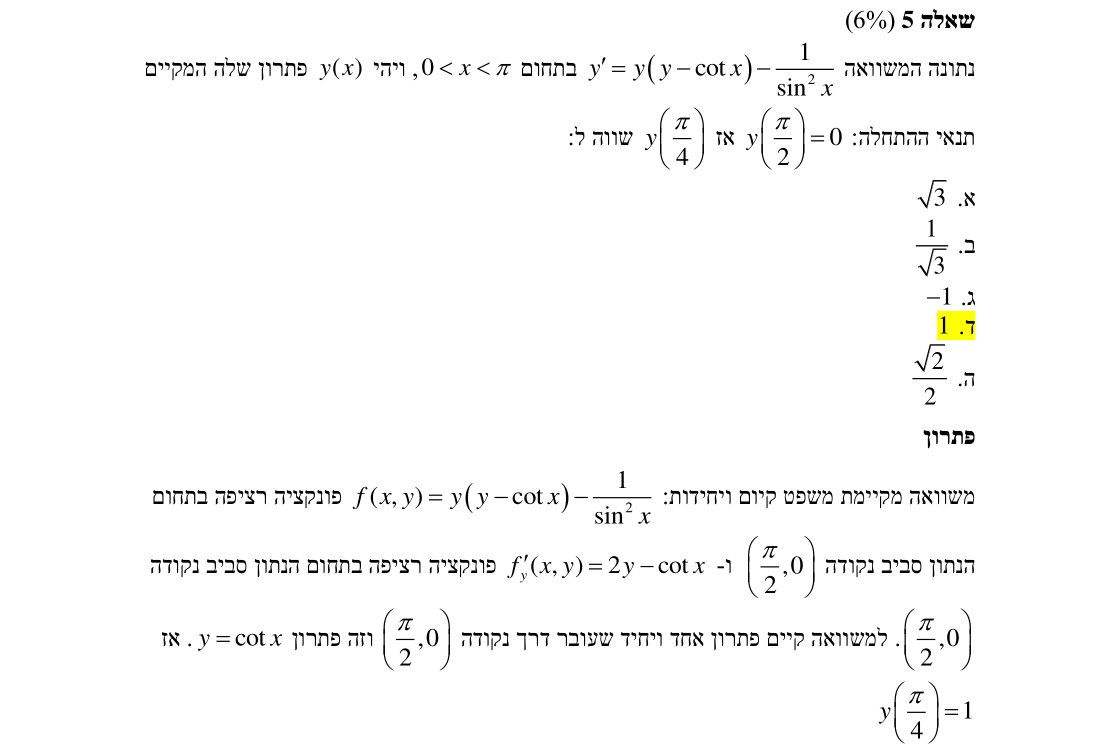 שאלה 5 (6%)
נתונה המשוואה y′ = y(y − cot x) − 1/sin² x בתחום 0 < x < π, ויהי y(x) פתרון שלה המקיים
תנאי ההתחלה: y(π/2) = 0 אז y(π/4) שווה ל:
א. √3
ב. 1/√3
ג. −1
ד. 1
ה. √2/2
פתרון
משוואה מקיימת משפט קיום ויחידות: f(x, y) = y(y − cot x) − 1/sin² x פונקציה רציפה בתחום
הנתון סביב נקודה (π/2, 0) ו- f′y(x, y) = 2y − cot x פונקציה רציפה בתחום הנתון סביב נקודה
(π/2, 0). למשוואה קיים פתרון אחד ויחיד שעובר דרך נקודה (π/2, 0) וזה פתרון y = cot x . אז
y(π/4) = 1